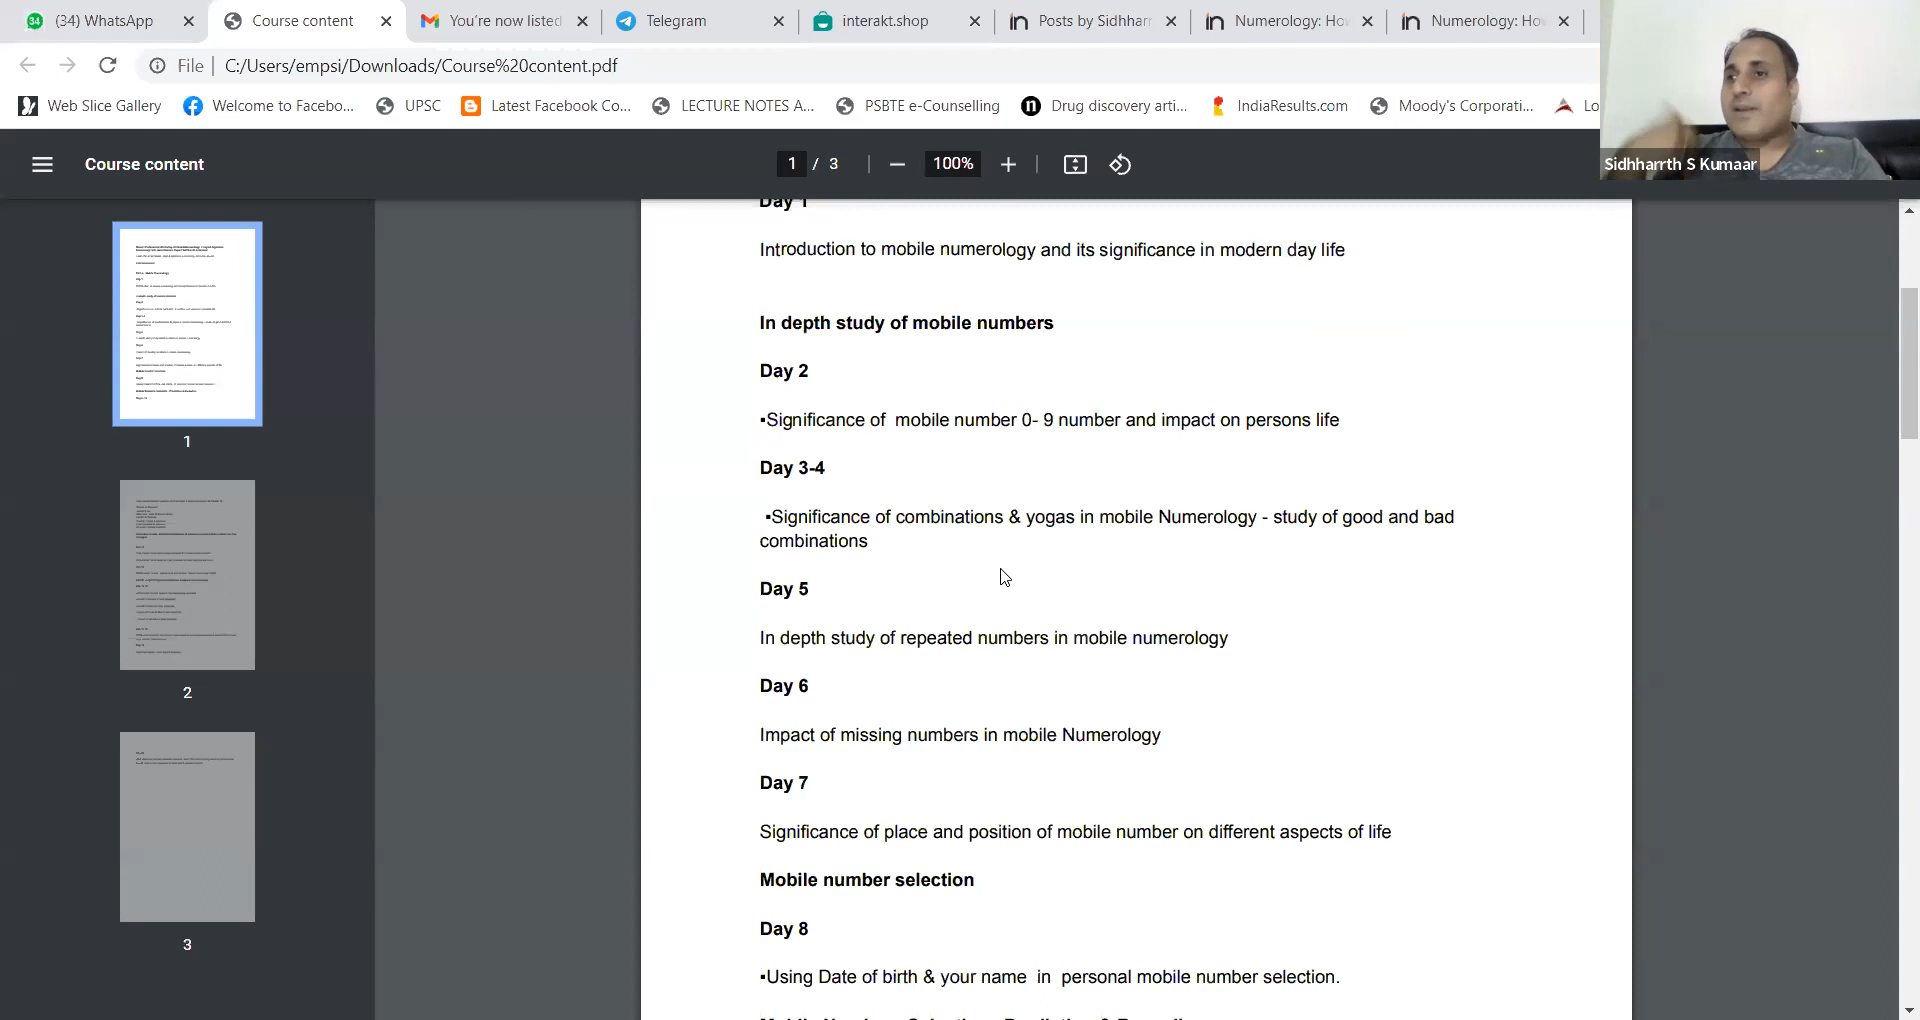 (34) WhatsApp
Course content
You're now listed
Telegram
interakt.shop
Posts by Sidhharr
Numerology: Ho
Numerology: Ho
File | C:/Users/empsi/Downloads/Course%20content.pdf
Web Slice Gallery
Welcome to Facebo...
UPSC
Latest Facebook Co...
LECTURE NOTES A...
PSBTE e-Counselling
Drug discovery arti...
IndiaResults.com
Moody's Corporati...
Lo
Sidhharrth S Kumaar
Course content
1 / 3
100%
1
2
3
Day 1
Introduction to mobile numerology and its significance in modern day life
In depth study of mobile numbers
Day 2
▪Significance of mobile number 0- 9 number and impact on persons life
Day 3-4
▪Significance of combinations & yogas in mobile Numerology - study of good and bad
combinations
Day 5
In depth study of repeated numbers in mobile numerology
Day 6
Impact of missing numbers in mobile Numerology
Day 7
Significance of place and position of mobile number on different aspects of life
Mobile number selection
Day 8
▪Using Date of birth & your name in personal mobile number selection.